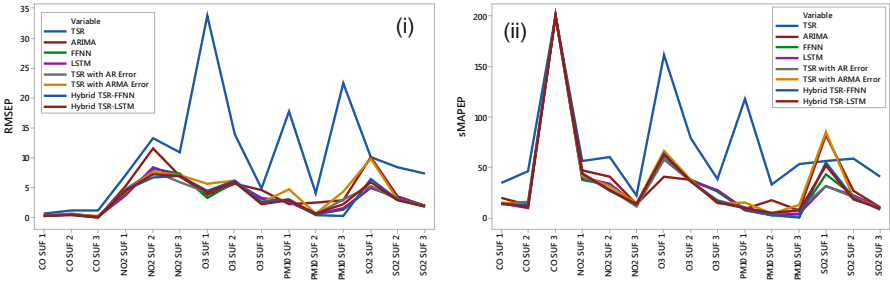 (i)
RMSEP
35
30
25
20
15
10
5
0
Variable
TSR
ARIMA
FFNN
LSTM
TSR with AR Error
TSR with ARMA Error
Hybrid TSR-FFNN
Hybrid TSR-LSTM
CO SUF 1
CO SUF 2
CO SUF 3
NO2 SUF 1
NO2 SUF 2
NO2 SUF 3
O3 SUF 1
O3 SUF 2
O3 SUF 3
PM10 SUF 1
PM10 SUF 2
PM10 SUF 3
SO2 SUF 1
SO2 SUF 2
SO2 SUF 3
(ii)
sMAPEP
200
150
100
50
0
Variable
TSR
ARIMA
FFNN
LSTM
TSR with AR Error
TSR with ARMA Error
Hybrid TSR-FFNN
Hybrid TSR-LSTM
CO SUF 1
CO SUF 2
CO SUF 3
NO2 SUF 1
NO2 SUF 2
NO2 SUF 3
O3 SUF 1
O3 SUF 2
O3 SUF 3
PM10 SUF 1
PM10 SUF 2
PM10 SUF 3
SO2 SUF 1
SO2 SUF 2
SO2 SUF 3